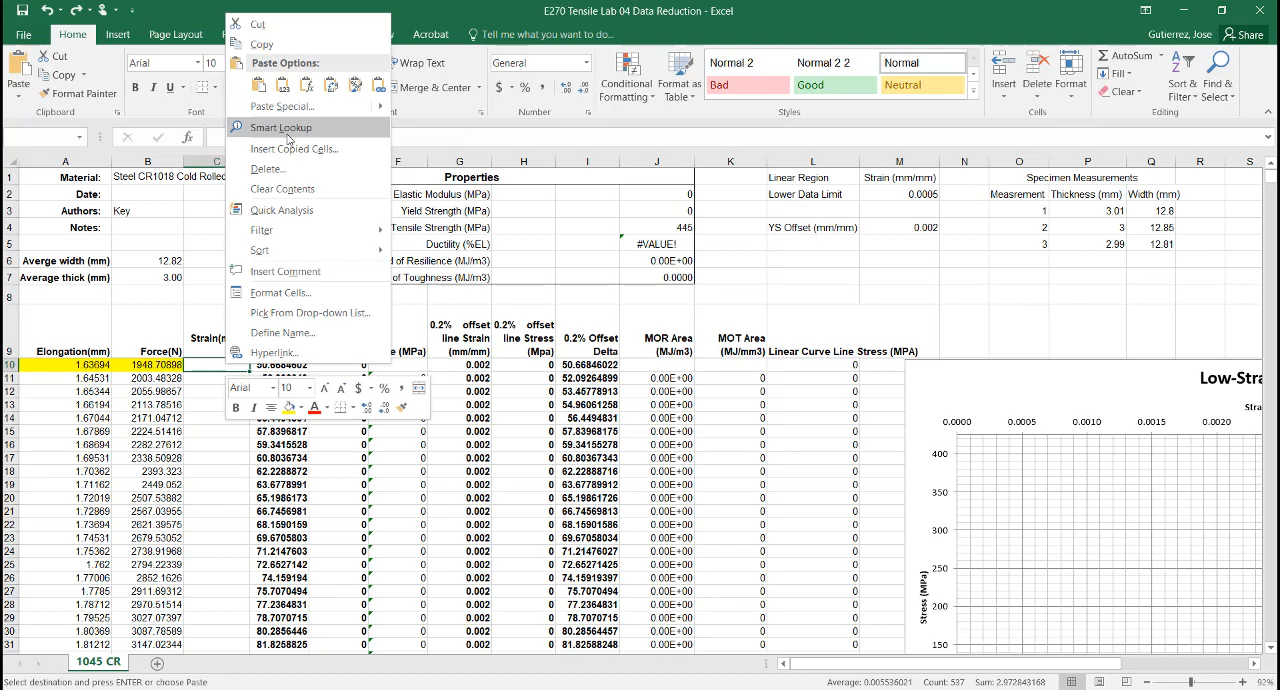 E270 Tensile Lab 04 Data Reduction - Excel
File Home Insert Page Layout Acrobat Tell me what you want to do... Gutierrez, Jose Share
Paste Cut Copy Format Painter Clipboard
Arial 10 B I U Font
Wrap Text Merge & Center
General $ % , Number
Conditional Formatting Format as Table
Normal 2 Normal 2 2 Normal
Bad Good Neutral
Styles
Insert Delete Format Cells
AutoSum Fill Clear Sort & Filter Find & Select Editing
Cut
Copy
Paste Options:
Paste Special...
Smart Lookup
Insert Copied Cells...
Delete...
Clear Contents
Quick Analysis
Filter
Sort
Insert Comment
Format Cells...
Pick From Drop-down List...
Define Name...
Hyperlink...
Arial 10 $ % ,
B I A
fx
A B C F G H I J K L M N O P Q R S
1 Material: Steel CR1018 Cold Rolled Properties Linear Region Strain (mm/mm) Specimen Measurements
2 Date: Elastic Modulus (MPa) 0 Lower Data Limit 0.0005 Measrement Thickness (mm) Width (mm)
3 Authors: Key Yield Strength (MPa) 0 1 3.01 12.8
4 Notes: Tensile Strength (MPa) 445 YS Offset (mm/mm) 0.002 2 3 12.85
5 Ductility (%EL) #VALUE! 3 2.99 12.81
6 Averge width (mm) 12.82 d of Resilience (MJ/m3) 0.00E+00
7 Average thick (mm) 3.00 of Toughness (MJ/m3) 0.0000
8
9 Elongation(mm) Force(N) Strain(m (MPa) 0.2% offset line Strain (mm/mm) 0.2% offset line Stress (Mpa) 0.2% Offset Delta MOR Area (MJ/m3) MOT Area (MJ/mm3) Linear Curve Line Stress (MPA)
10 1.63694 1948.70898 50.6684602 0 0.002 0 50.66846022 0
11 1.64531 2003.48328 0 0.002 0 52.09264899 0.00E+00 0 0
12 1.65344 2055.98657 0 0.002 0 53.45778913 0.00E+00 0 0
13 1.66194 2113.78516 0 0.002 0 54.96061258 0.00E+00 0 0
14 1.67044 2171.04712 0 0.002 0 56.4494831 0.00E+00 0 0
15 1.67869 2224.51416 57.8396817 0 0.002 0 57.83968175 0.00E+00 0 0
16 1.68694 2282.27612 59.3415528 0 0.002 0 59.34155278 0.00E+00 0 0
17 1.69531 2338.50928 60.8036734 0 0.002 0 60.80367343 0.00E+00 0 0
18 1.70362 2393.323 62.2288872 0 0.002 0 62.22888716 0.00E+00 0 0
19 1.71162 2449.052 63.6778991 0 0.002 0 63.67789912 0.00E+00 0 0
20 1.72019 2507.53882 65.1986173 0 0.002 0 65.19861726 0.00E+00 0 0
21 1.72869 2567.03955 66.7456981 0 0.002 0 66.74569813 0.00E+00 0 0
22 1.73694 2621.39575 68.1590159 0 0.002 0 68.15901586 0.00E+00 0 0
23 1.74531 2679.53052 69.6705803 0 0.002 0 69.67058034 0.00E+00 0 0
24 1.75362 2738.91968 71.2147603 0 0.002 0 71.21476027 0.00E+00 0 0
25 1.762 2794.22339 72.6527142 0 0.002 0 72.65271425 0.00E+00 0 0
26 1.77006 2852.1626 74.159194 0 0.002 0 74.15919397 0.00E+00 0 0
27 1.7785 2911.69312 75.7070494 0 0.002 0 75.7070494 0.00E+00 0 0
28 1.78712 2970.51514 77.2364831 0 0.002 0 77.2364831 0.00E+00 0 0
29 1.79525 3027.07043 78.7070715 0 0.002 0 78.7070715 0.00E+00 0 0
30 1.80369 3087.78589 80.2856446 0 0.002 0 80.28564457 0.00E+00 0 0
31 1.81212 3147.02344 81.8258825 0 0.002 0 81.82588248 0.00E+00 0 0
Low-Stra
Stra
0.0000 0.0005 0.0010 0.0015 0.0020
400
350
300
250
200
150
Stress (MPa)
1045 CR
Select destination and press ENTER or choose Paste Average: 0.005536021 Count: 537 Sum: 2.972843168 92%